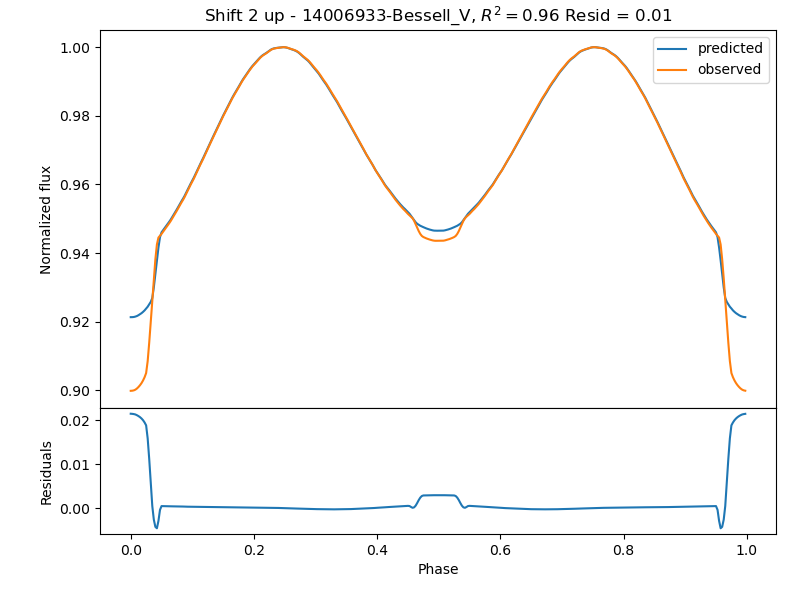 Shift 2 up - 14006933-Bessell_V, R² = 0.96 Resid = 0.01
predicted
observed
Normalized flux
1.00
0.98
0.96
0.94
0.92
0.90
Residuals
0.02
0.01
0.00
0.0
0.2
0.4
0.6
0.8
1.0
Phase